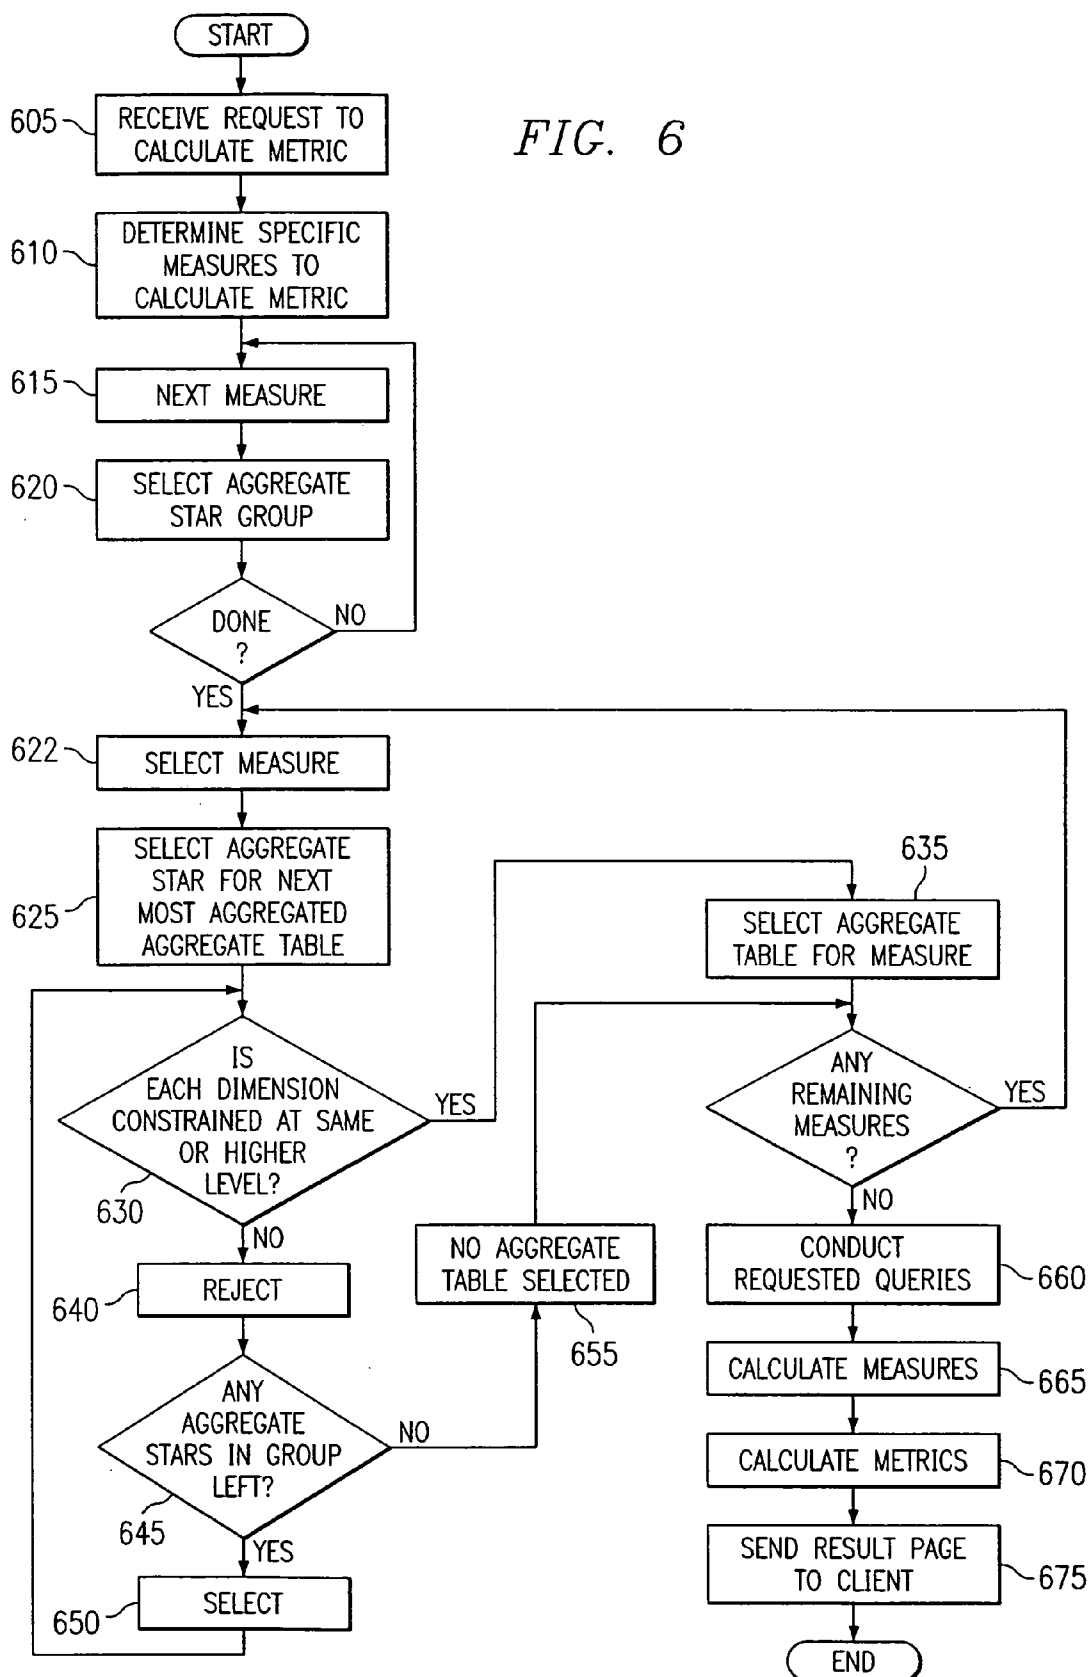 START
605
RECEIVE REQUEST TO
CALCULATE METRIC
FIG. 6
610
DETERMINE SPECIFIC
MEASURES TO
CALCULATE METRIC
615
NEXT MEASURE
620
SELECT AGGREGATE
STAR GROUP
DONE
?
NO
YES
622
SELECT MEASURE
625
SELECT AGGREGATE
STAR FOR NEXT
MOST AGGREGATED
AGGREGATE TABLE
IS
EACH DIMENSION
CONSTRAINED AT SAME
OR HIGHER
LEVEL?
630
YES
NO
640
REJECT
ANY
AGGREGATE
STARS IN GROUP
LEFT?
645
NO
YES
650
SELECT
NO AGGREGATE
TABLE SELECTED
655
635
SELECT AGGREGATE
TABLE FOR MEASURE
ANY
REMAINING
MEASURES
?
YES
NO
CONDUCT
REQUESTED QUERIES
660
CALCULATE MEASURES
665
CALCULATE METRICS
670
SEND RESULT PAGE
TO CLIENT
675
END